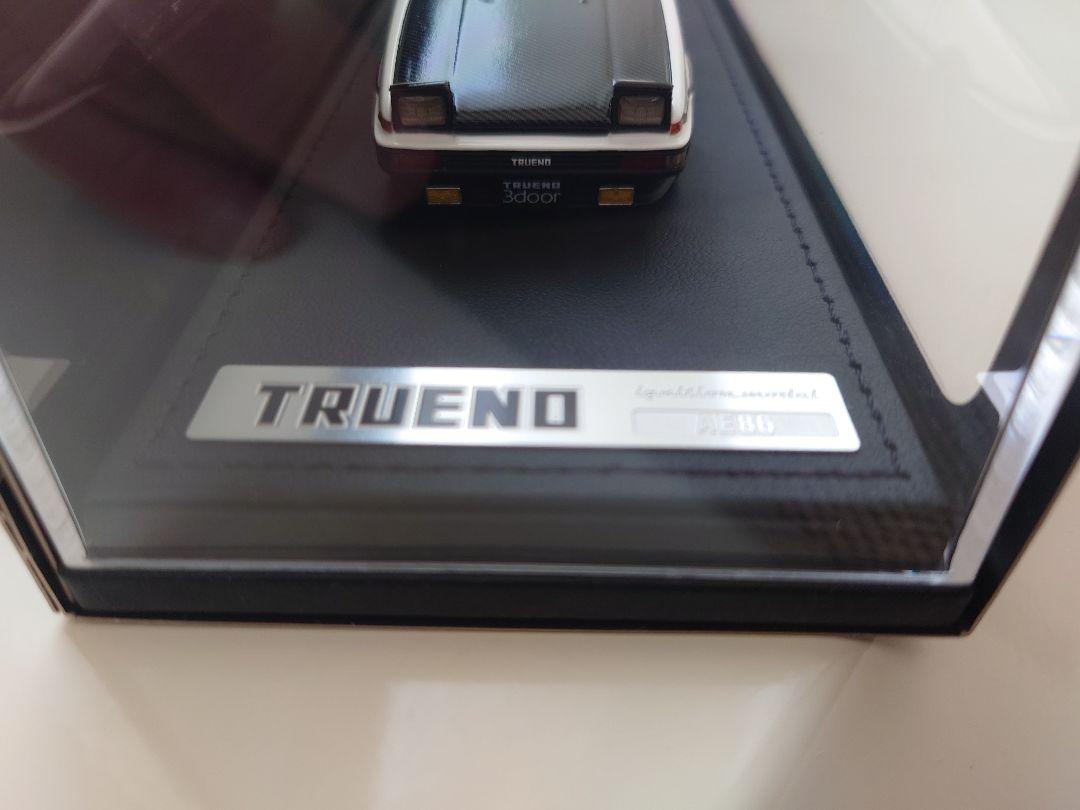 TRUENO
TRUENO
3door
TRUENO
ignition model
AE86